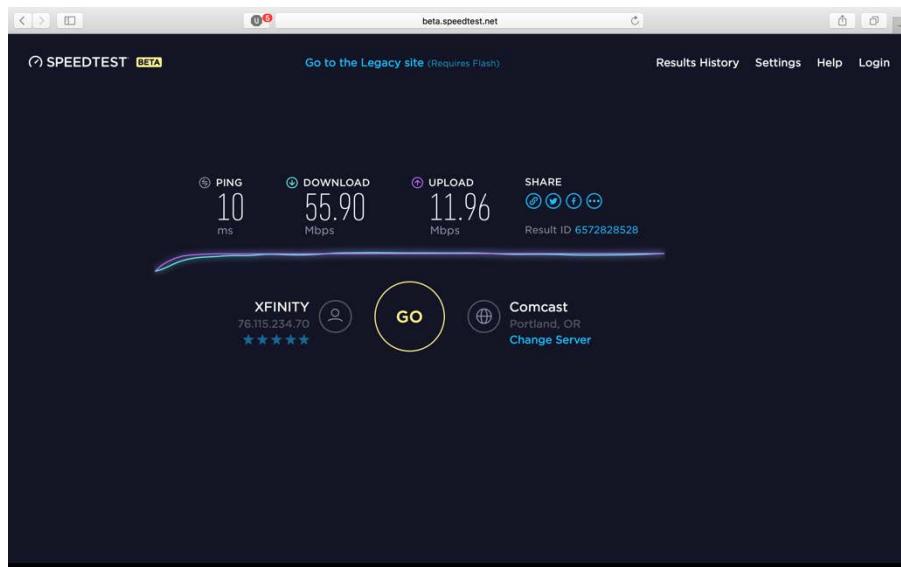 U 6
beta.speedtest.net
SPEEDTEST BETA
Go to the Legacy site (Requires Flash)
Results History Settings Help Login
PING DOWNLOAD UPLOAD SHARE
10 55.90 11.96
ms Mbps Mbps
Result ID 6572828528
XFINITY
76.115.234.70
GO
Comcast
Portland, OR
Change Server